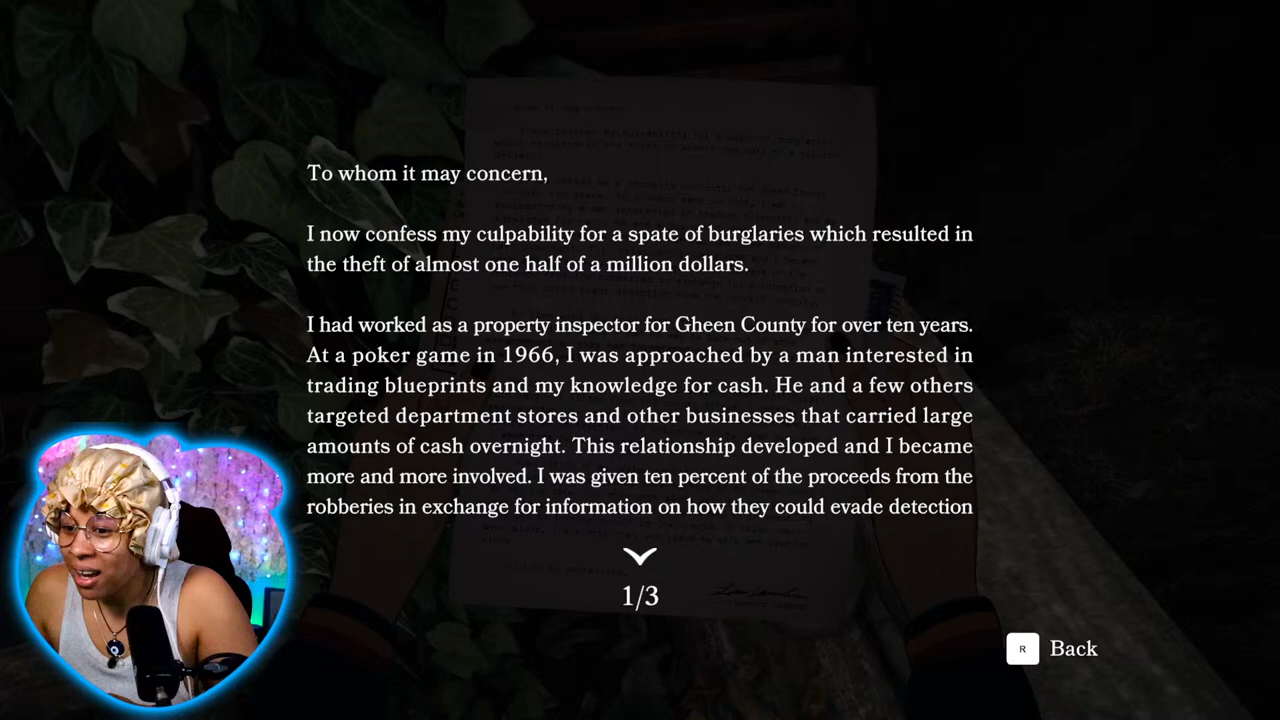 To whom it may concern,
I now confess my culpability for a spate of burglaries which resulted in
the theft of almost one half of a million dollars.
I had worked as a property inspector for Gheen County for over ten years.
At a poker game in 1966, I was approached by a man interested in
trading blueprints and my knowledge for cash. He and a few others
targeted department stores and other businesses that carried large
amounts of cash overnight. This relationship developed and I became
more and more involved. I was given ten percent of the proceeds from the
robberies in exchange for information on how they could evade detection
1/3
R Back